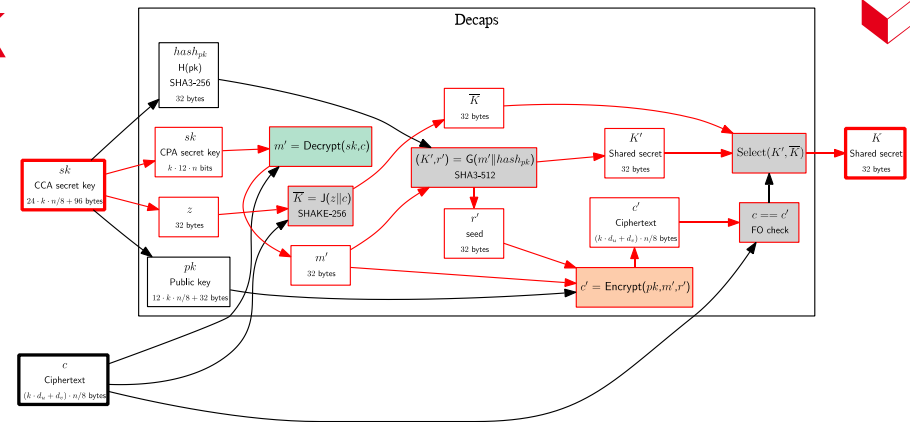 Decaps
hash_pk
H(pk)
SHA3-256
32 bytes
sk
CPA secret key
k · 12 · n bits
m′ = Decrypt(sk,c)
K̅
32 bytes
(K′,r′) = G(m′∥hash_pk)
SHA3-512
K′
Shared secret
32 bytes
Select(K′, K̅)
K
Shared secret
32 bytes
sk
CCA secret key
24 · k · n/8 + 96 bytes
z
32 bytes
K̅ = J(z∥c)
SHAKE-256
r′
seed
32 bytes
c′
Ciphertext
(k · d_u + d_v) · n/8 bytes
c == c′
FO check
m′
32 bytes
pk
Public key
12 · k · n/8 + 32 bytes
c′ = Encrypt(pk,m′,r′)
c
Ciphertext
(k · d_u + d_v) · n/8 bytes